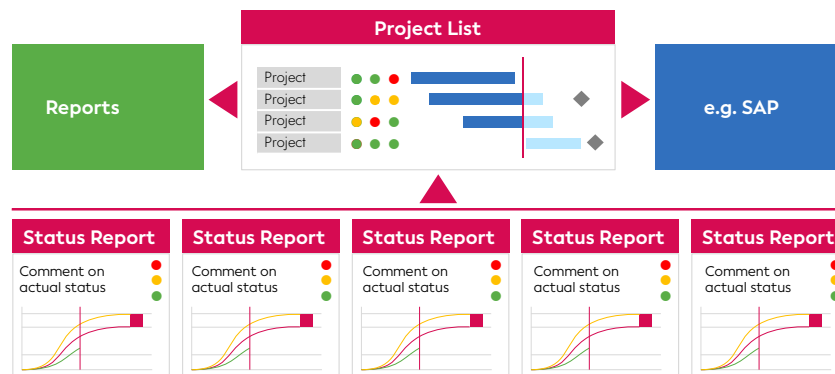 Project List
Reports
Project
Project
Project
Project
e.g. SAP
Status Report
Status Report
Status Report
Status Report
Status Report
Comment on
actual status
Comment on
actual status
Comment on
actual status
Comment on
actual status
Comment on
actual status